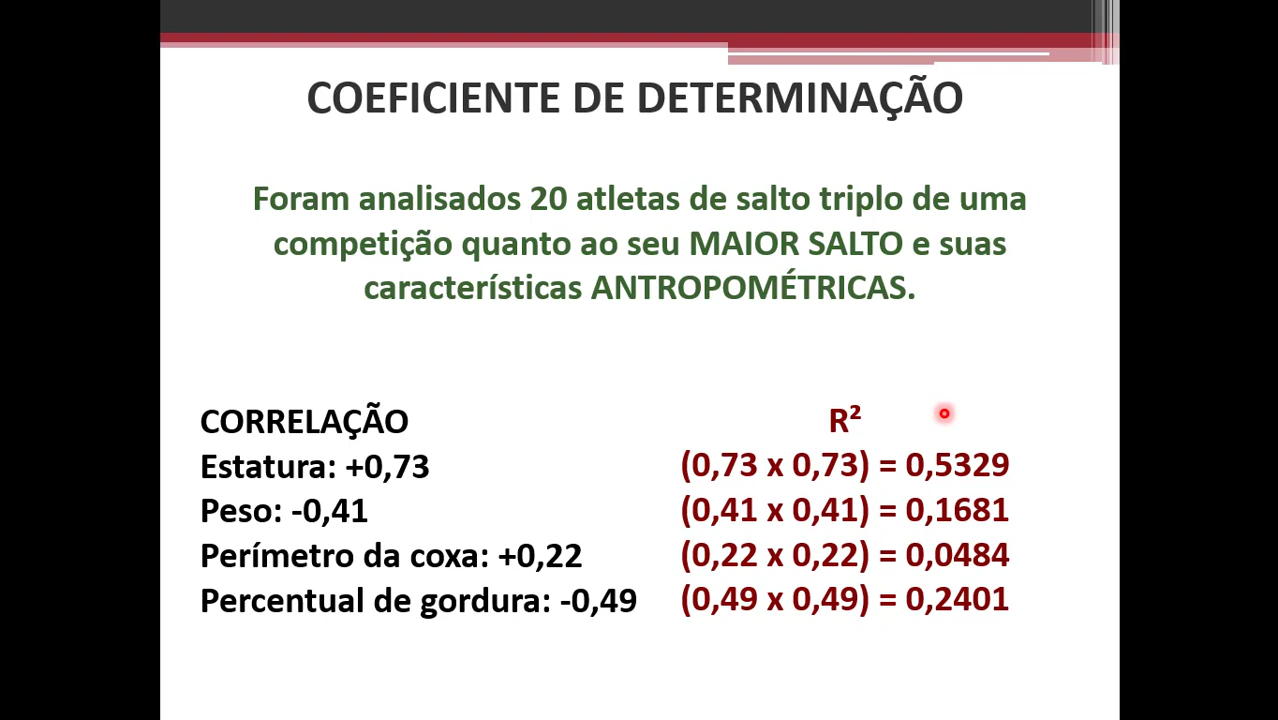 COEFICIENTE DE DETERMINAÇÃO
Foram analisados 20 atletas de salto triplo de uma
competição quanto ao seu MAIOR SALTO e suas
características ANTROPOMÉTRICAS.
CORRELAÇÃO
Estatura: +0,73
Peso: -0,41
Perímetro da coxa: +0,22
Percentual de gordura: -0,49
R²
(0,73 x 0,73) = 0,5329
(0,41 x 0,41) = 0,1681
(0,22 x 0,22) = 0,0484
(0,49 x 0,49) = 0,2401